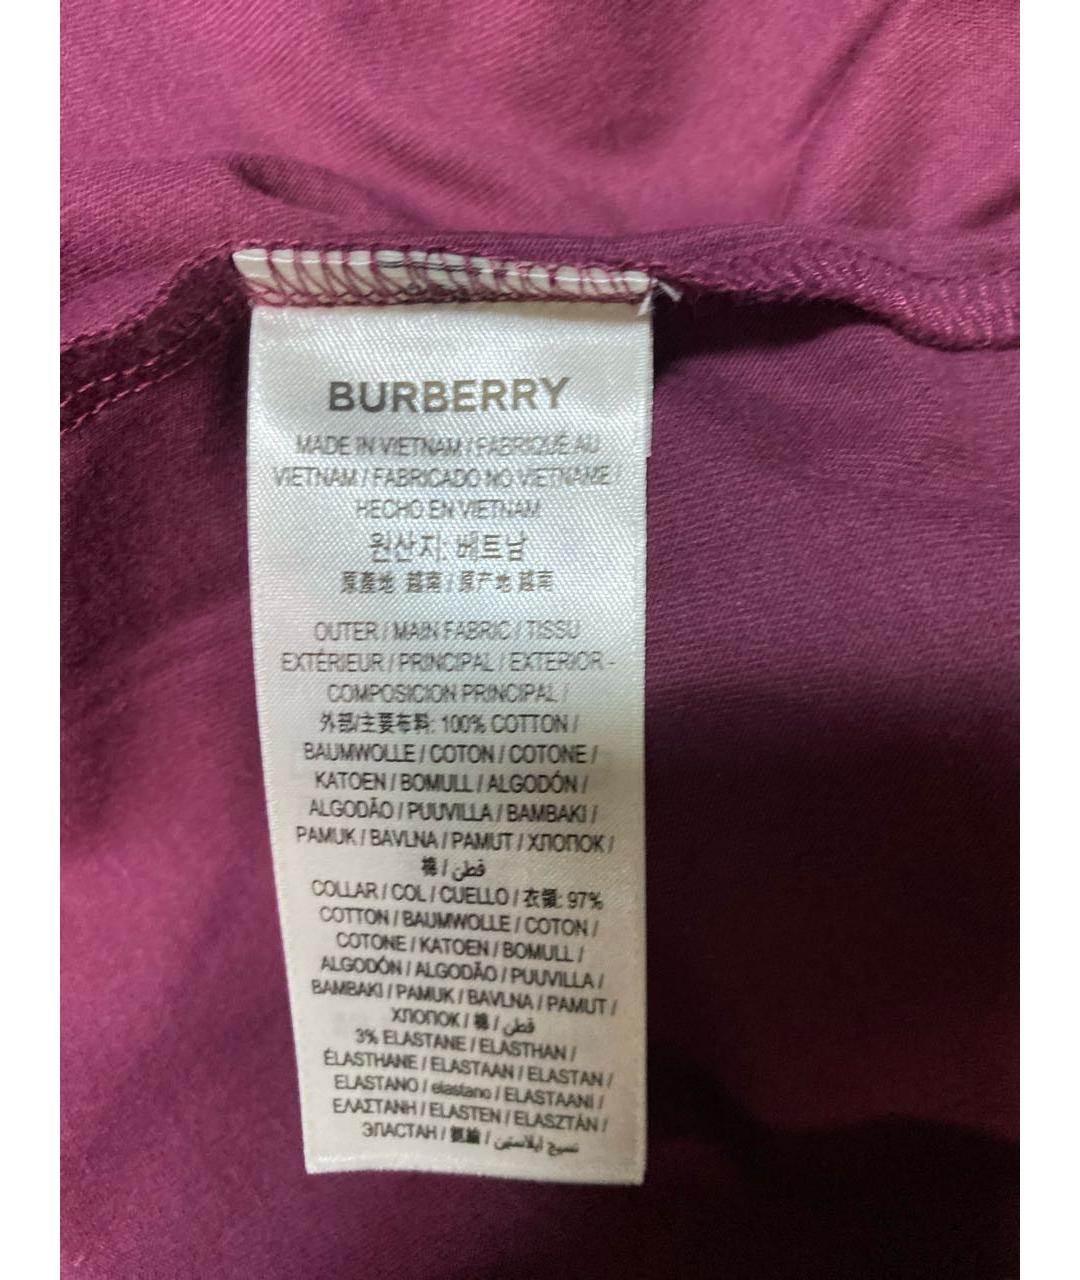 BURBERRY
MADE IN VIETNAM / FABRIQUÉ AU
VIETNAM / FABRICADO NO VIETNAME /
HECHO EN VIETNAM
원산지: 베트남
原產地 越南 / 原产地 越南
OUTER / MAIN FABRIC / TISSU
EXTÉRIEUR / PRINCIPAL / EXTERIOR -
COMPOSICION PRINCIPAL /
外部/主要布料: 100% COTTON /
BAUMWOLLE / COTON / COTONE /
KATOEN / BOMULL / ALGODÓN /
ALGODÃO / PUUVILLA / BAMBAKI /
PAMUK / BAVLNA / PAMUT / ХЛОПОК /
棉 / قطن
COLLAR / COL / CUELLO / 衣領: 97%
COTTON / BAUMWOLLE / COTON /
COTONE / KATOEN / BOMULL /
ALGODÓN / ALGODÃO / PUUVILLA /
BAMBAKI / PAMUK / BAVLNA / PAMUT /
ХЛОПОК / 棉 / قطن
3% ELASTANE / ELASTHAN /
ÉLASTHANE / ELASTAAN / ELASTAN /
ELASTANO / elastano / ELASTAANI /
ΕΛΑΣΤΑΝΗ / ELASTEN / ELASZTÁN /
ЭЛАСТАН / 氨綸 / نسيج إيلاستين